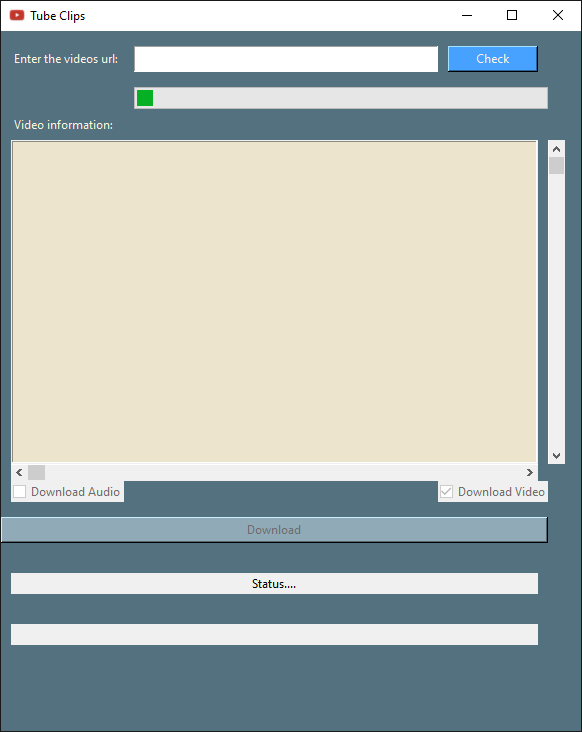 Tube Clips
Enter the videos url:
Check
Video information:
Download Audio
Download Video
Download
Status....